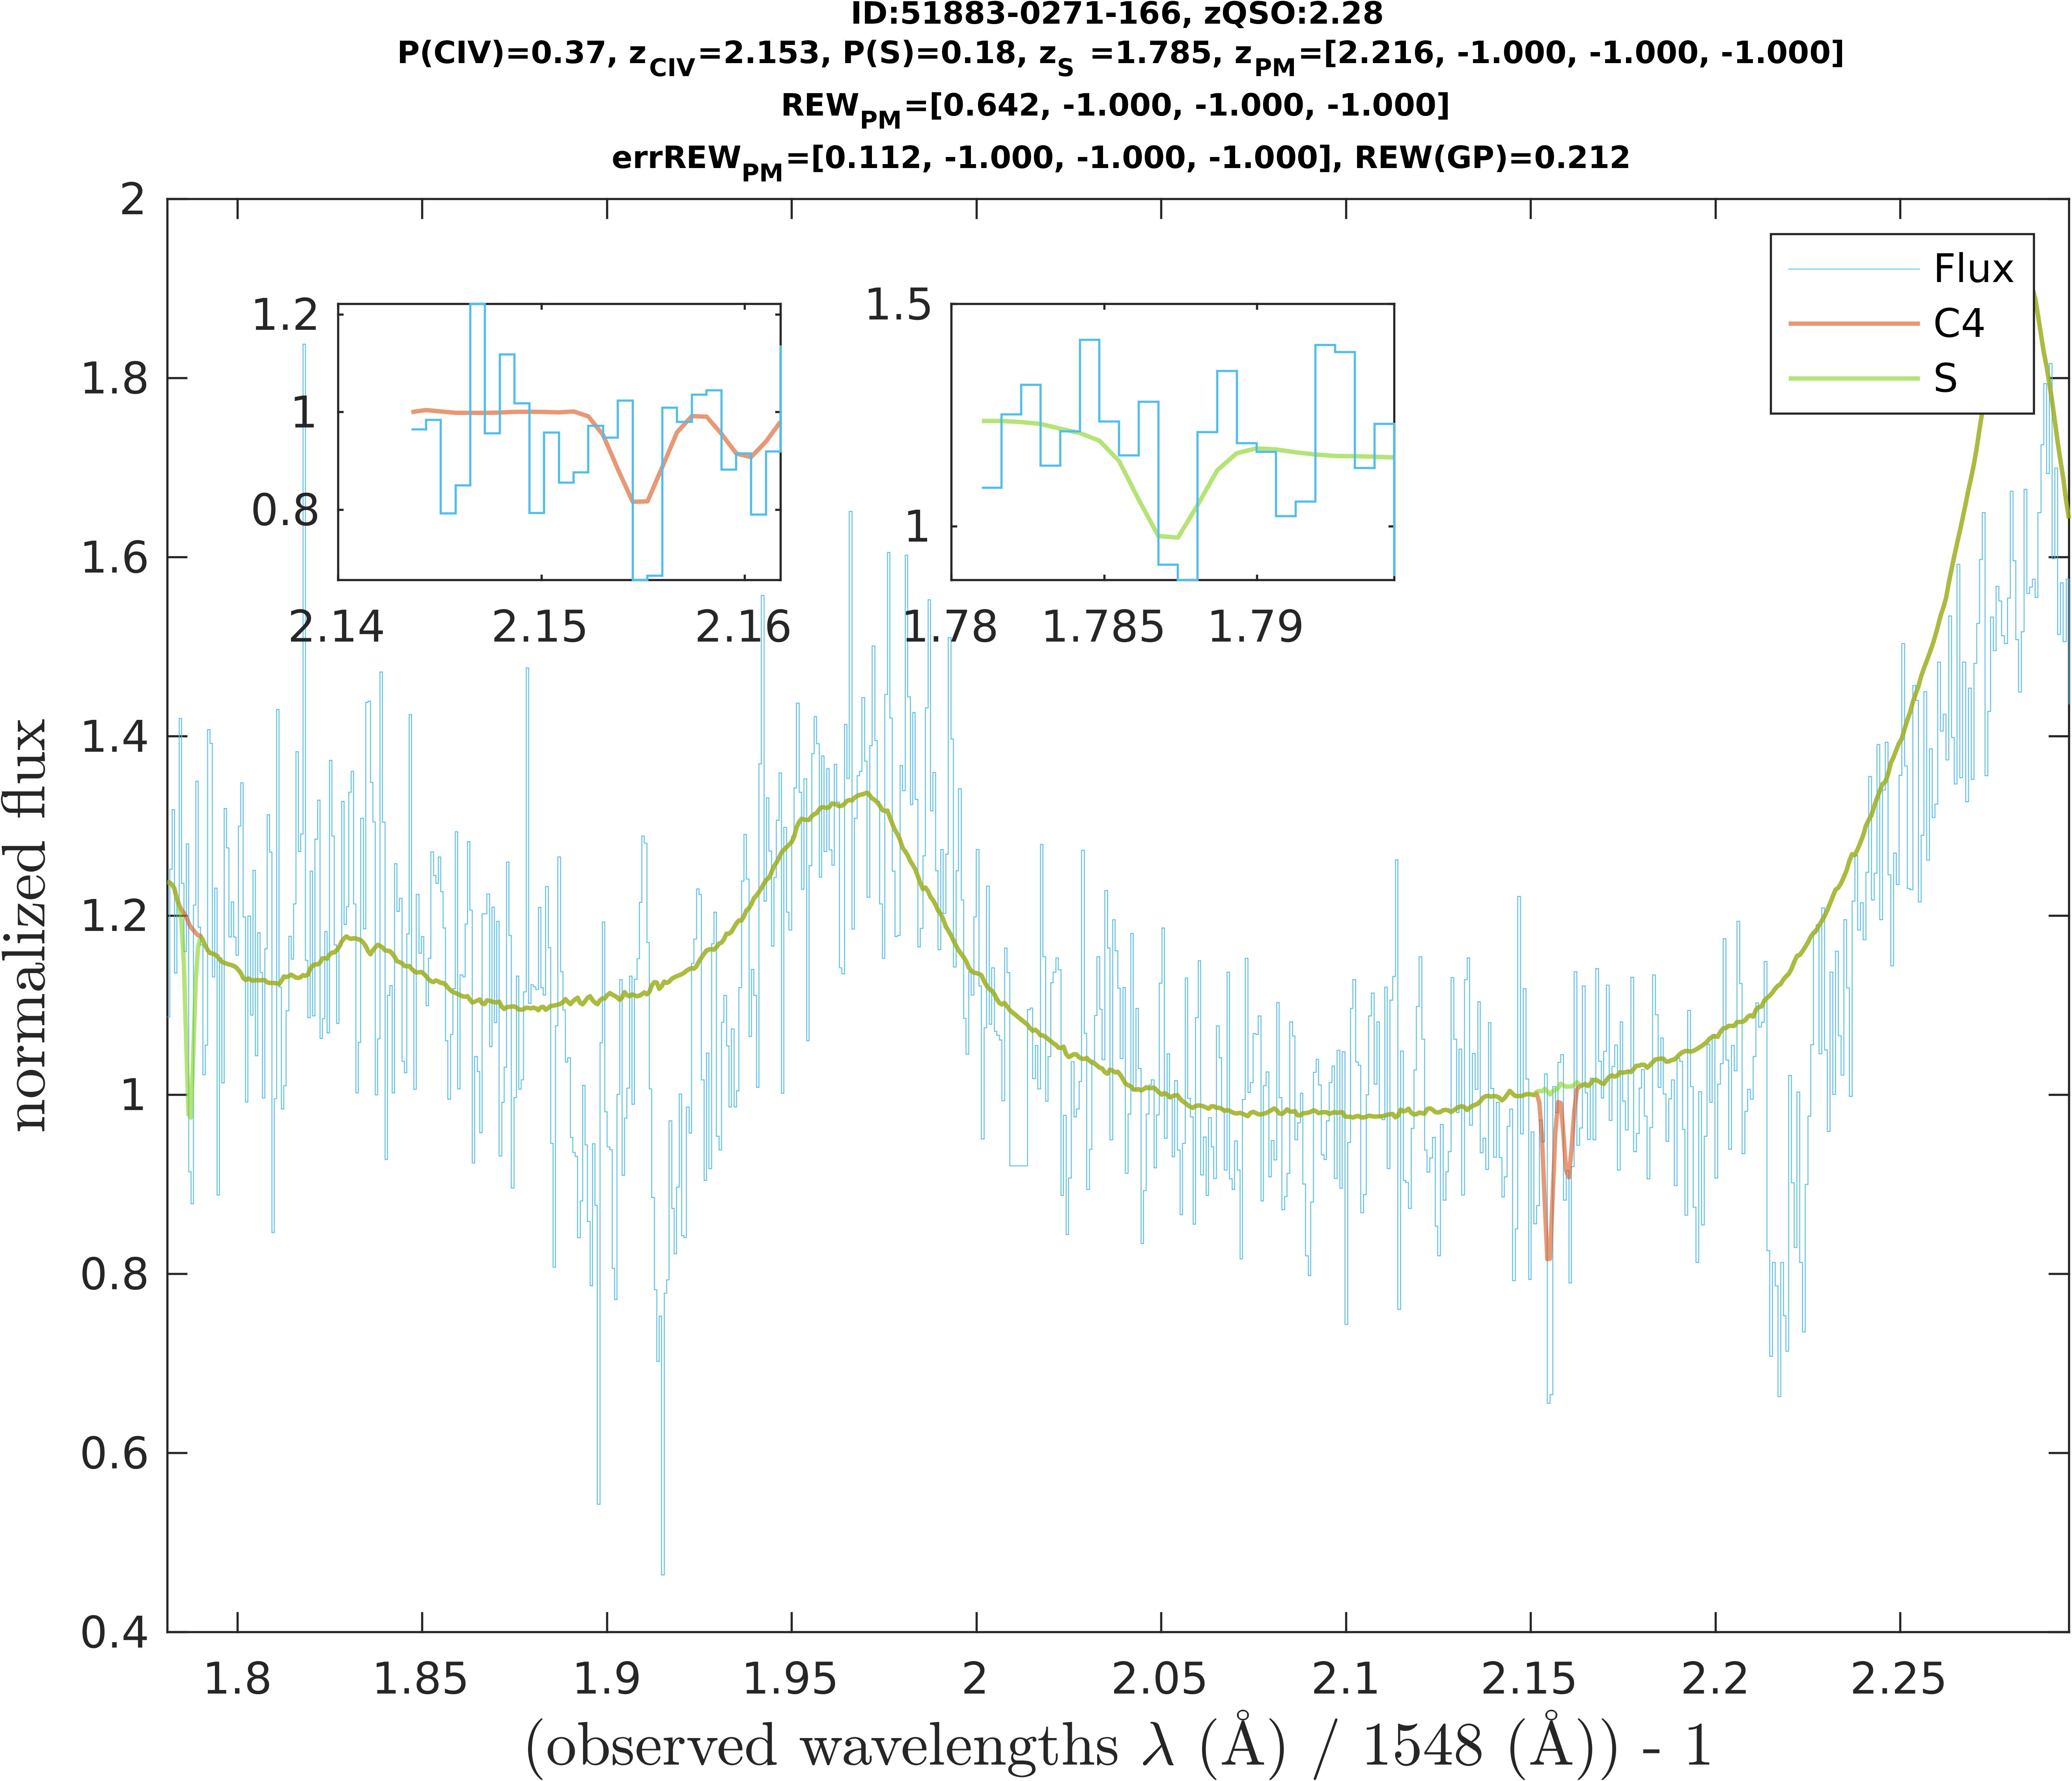 ID:51883-0271-166, zQSO:2.28
P(CIV)=0.37, zCIV=2.153, P(S)=0.18, zS =1.785, zPM=[2.216, -1.000, -1.000, -1.000]
REWPM=[0.642, -1.000, -1.000, -1.000]
errREWPM=[0.112, -1.000, -1.000, -1.000], REW(GP)=0.212
2
1.8
1.6
1.4
1.2
1
0.8
0.6
0.4
normalized flux
1.2
1
0.8
2.14 2.15 2.16
1.5
1
1.78 1.785 1.79
Flux
C4
S
1.8 1.85 1.9 1.95 2 2.05 2.1 2.15 2.2 2.25
(observed wavelengths λ (Å) / 1548 (Å)) - 1